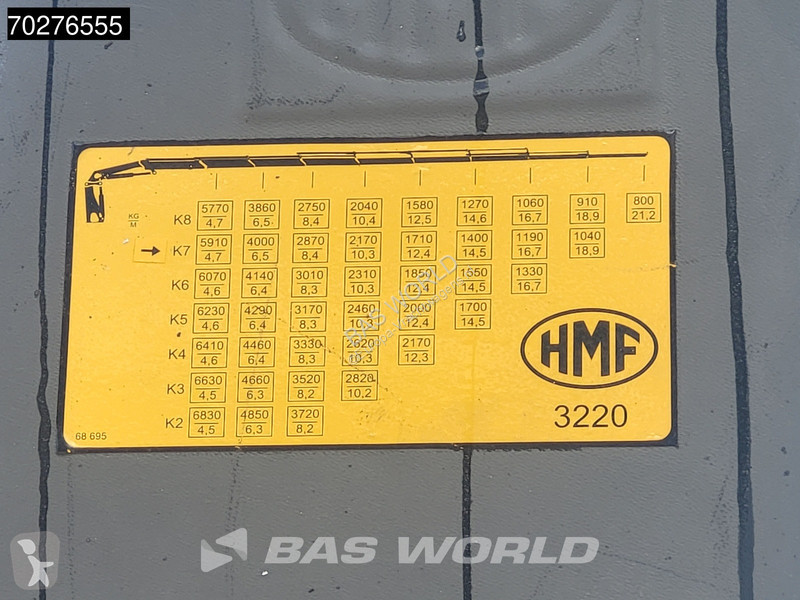 70276555
KG
M
K8 5770 3860 2750 2040 1580 1270 1060 910 800
4,7 6,5 8,4 10,4 12,5 14,6 16,7 18,9 21,2
K7 5910 4000 2870 2170 1710 1400 1190 1040
4,7 6,5 8,4 10,3 12,4 14,5 16,7 18,9
K6 6070 4140 3010 2310 1850 1550 1330
4,6 6,4 8,3 10,3 12,4 14,5 16,7
K5 6230 4290 3170 2460 2000 1700
4,6 6,4 8,3 10,3 12,4 14,5
K4 6410 4460 3330 2620 2170
4,6 6,4 8,3 10,3 12,3
K3 6630 4660 3520 2820
4,5 6,3 8,2 10,2
K2 6830 4850 3720
4,5 6,3 8,2
HMF
3220
68 695
BAS WORLD
BAS WORLD